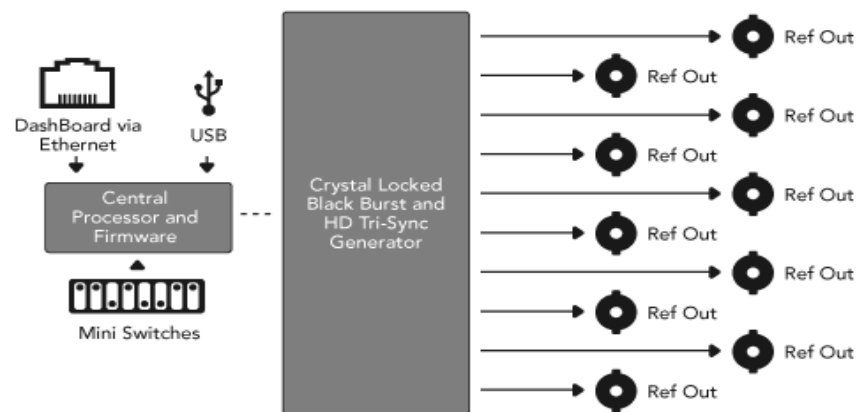 DashBoard via
Ethernet
USB
Central
Processor and
Firmware
Mini Switches
Crystal Locked
Black Burst and
HD Tri-Sync
Generator
Ref Out
Ref Out
Ref Out
Ref Out
Ref Out
Ref Out
Ref Out
Ref Out
Ref Out
Ref Out